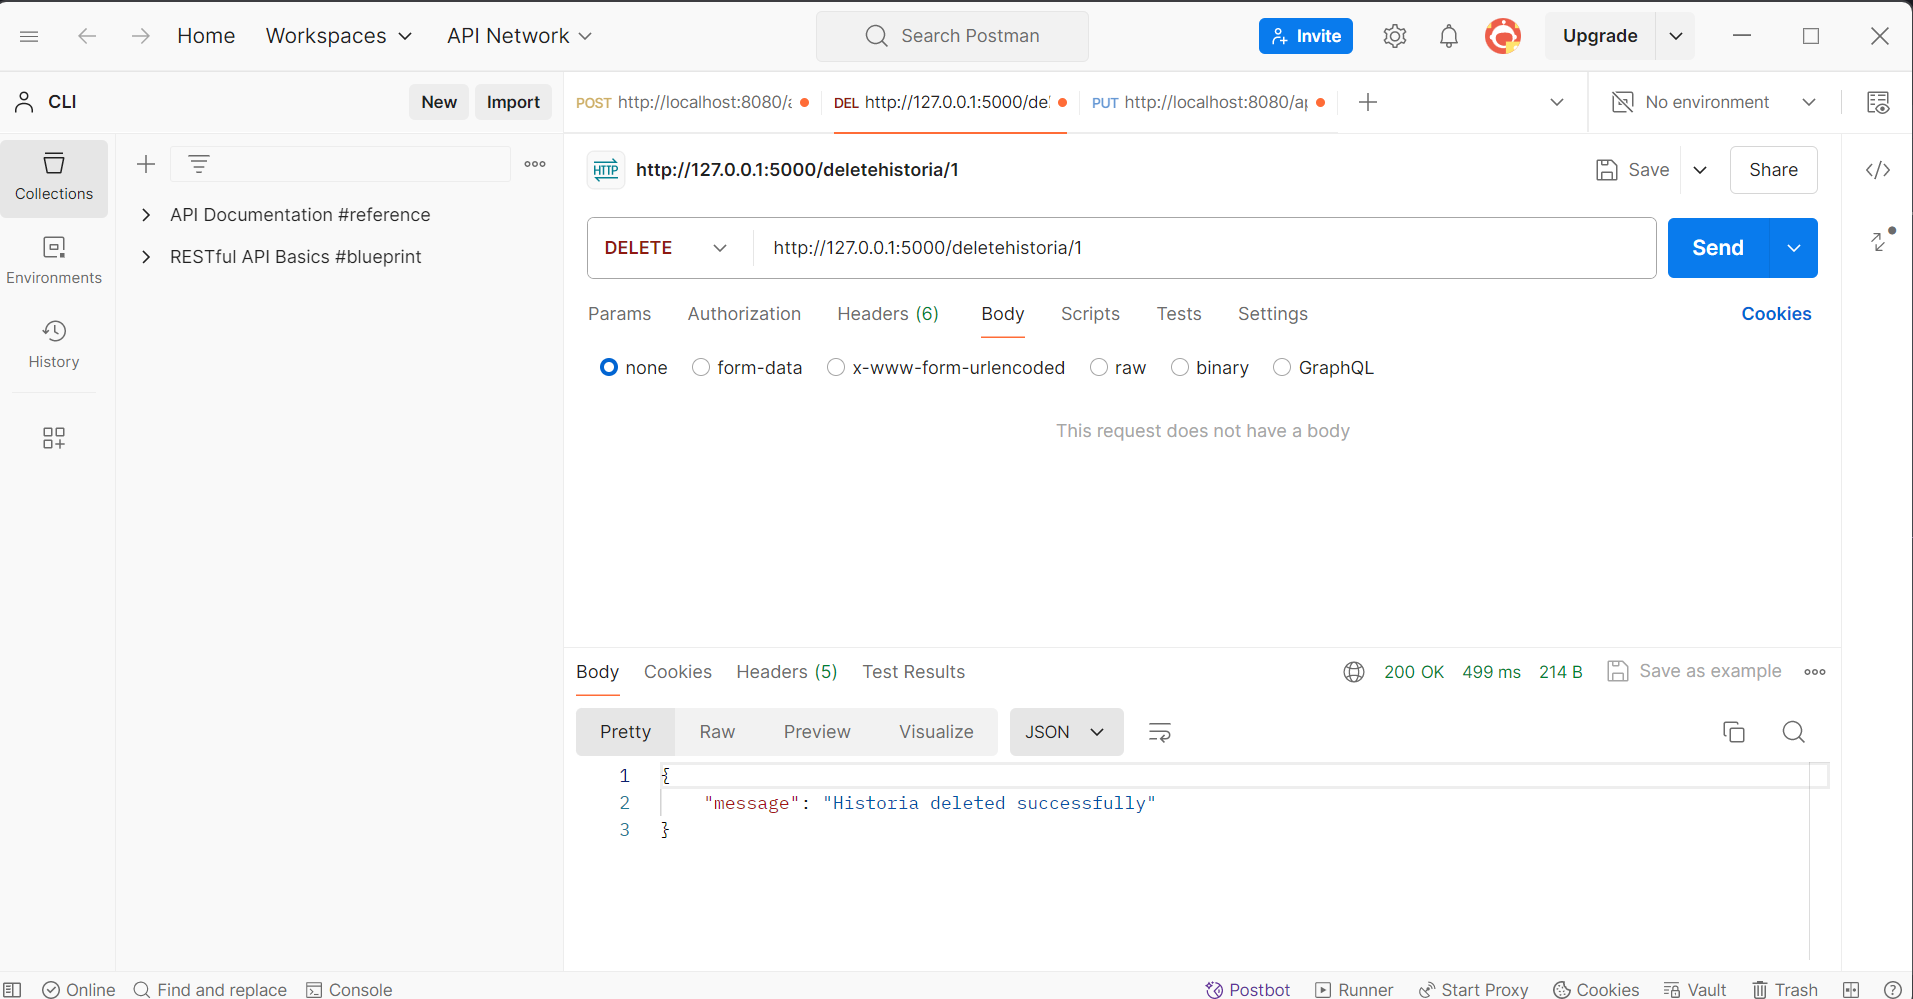 Home Workspaces API Network Search Postman Invite Upgrade
CLI New Import POST http://localhost:8080/a DEL http://127.0.0.1:5000/de PUT http://localhost:8080/ap No environment
Collections
Environments
History
API Documentation #reference
RESTful API Basics #blueprint
HTTP http://127.0.0.1:5000/deletehistoria/1 Save Share
DELETE http://127.0.0.1:5000/deletehistoria/1 Send
Params Authorization Headers (6) Body Scripts Tests Settings Cookies
none form-data x-www-form-urlencoded raw binary GraphQL
This request does not have a body
Body Cookies Headers (5) Test Results 200 OK 499 ms 214 B Save as example
Pretty Raw Preview Visualize JSON
1 {
2 "message": "Historia deleted successfully"
3 }
Online Find and replace Console Postbot Runner Start Proxy Cookies Vault Trash